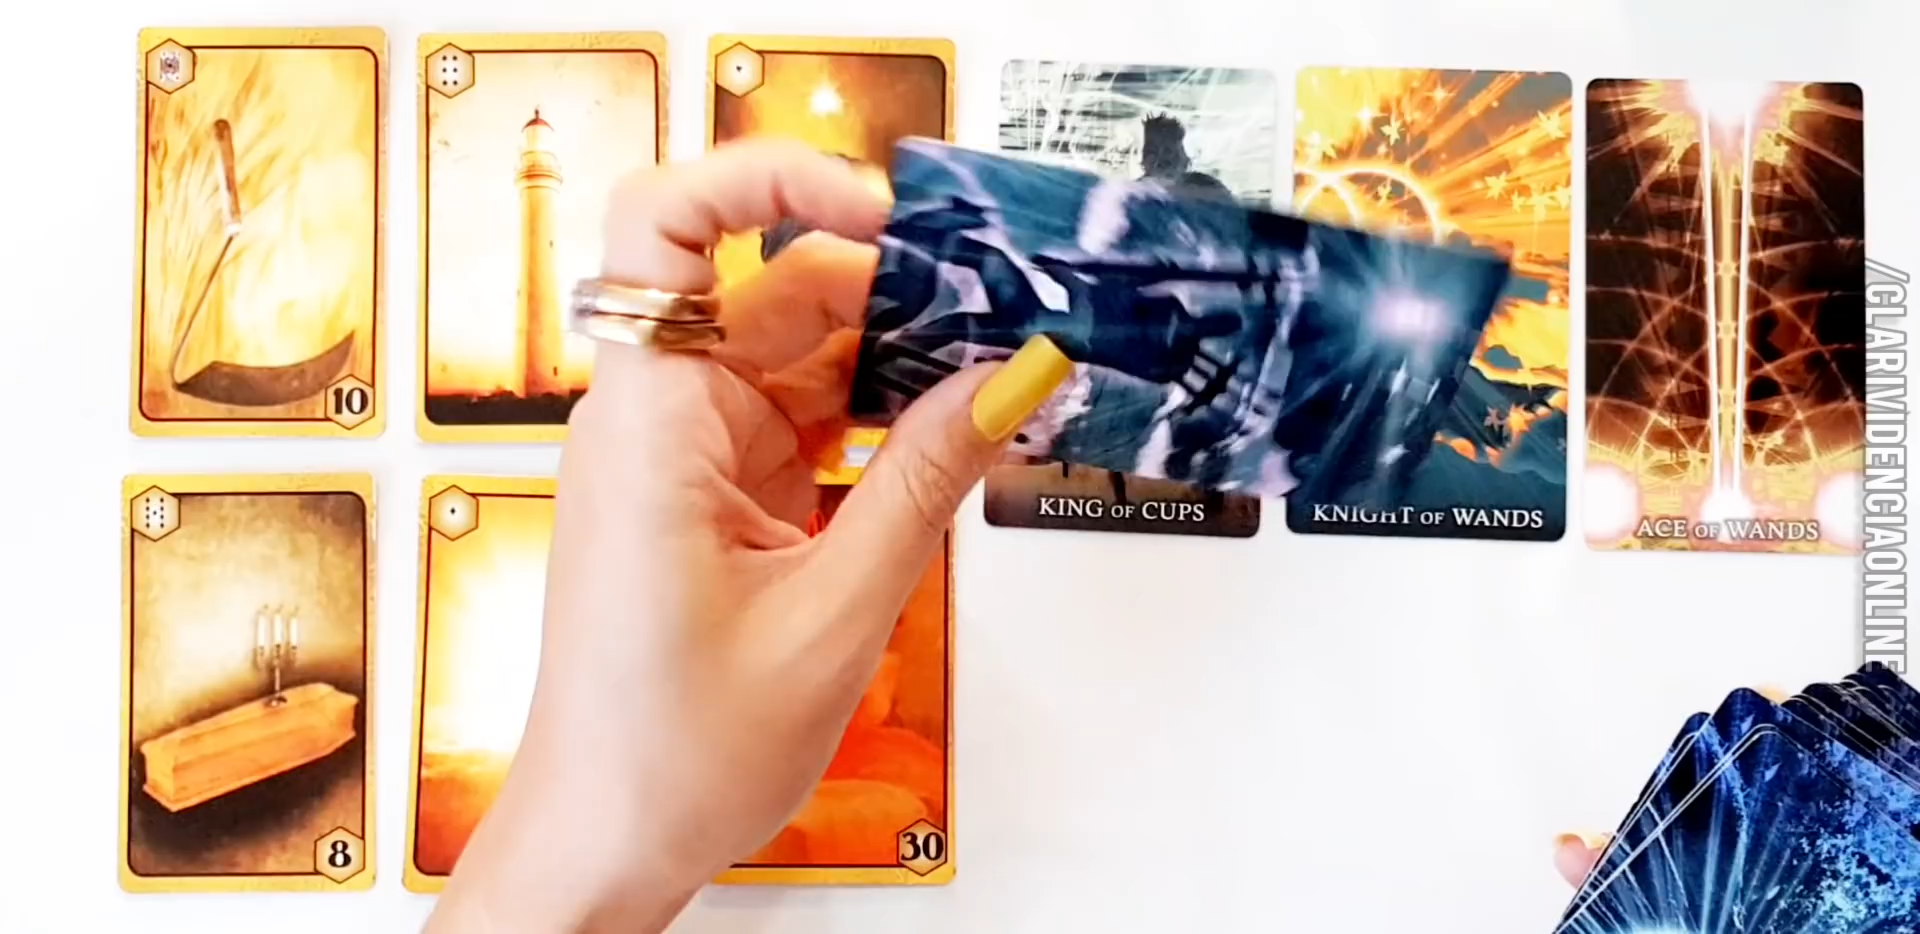 10
KING OF CUPS
KNIGHT OF WANDS
ACE OF WANDS
/CLARIVIDENCIAONLINE
8
30